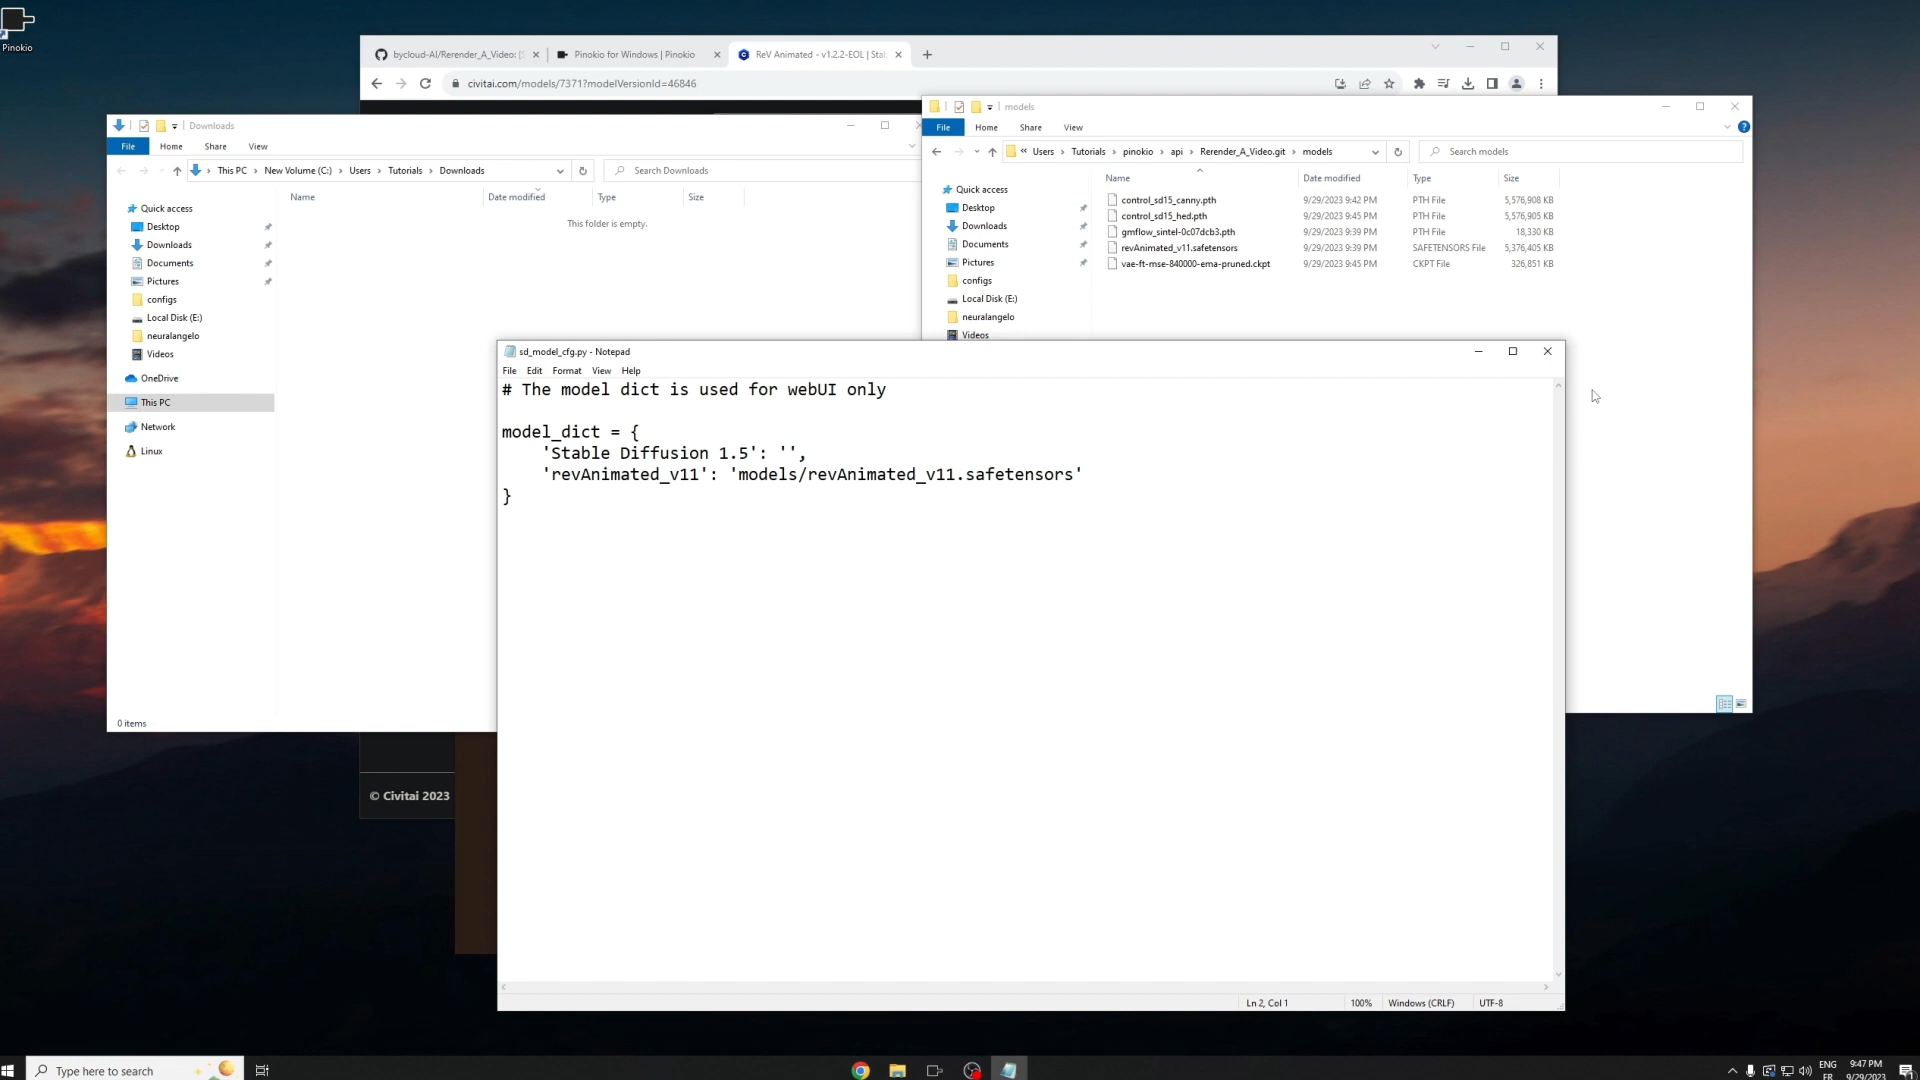 Pinokio
bycloud-AI/Rerender_A_Video: [S
Pinokio for Windows | Pinokio
ReV Animated - v1.2.2-EOL | Stab
civitai.com/models/7371?modelVersionId=46846
Downloads
File Home Share View
This PC > New Volume (C:) > Users > Tutorials > Downloads
Search Downloads
Name Date modified Type Size
This folder is empty.
Quick access
Desktop
Downloads
Documents
Pictures
configs
Local Disk (E:)
neuralangelo
Videos
OneDrive
This PC
Network
Linux
0 items
© Civitai 2023
models
File Home Share View
« Users > Tutorials > pinokio > api > Rerender_A_Video.git > models
Search models
Name Date modified Type Size
Quick access
Desktop
Downloads
Documents
Pictures
configs
Local Disk (E:)
neuralangelo
Videos
control_sd15_canny.pth 9/29/2023 9:42 PM PTH File 5,576,908 KB
control_sd15_hed.pth 9/29/2023 9:45 PM PTH File 5,576,905 KB
gmflow_sintel-0c07dcb3.pth 9/29/2023 9:39 PM PTH File 18,330 KB
revAnimated_v11.safetensors 9/29/2023 9:39 PM SAFETENSORS File 5,376,405 KB
vae-ft-mse-840000-ema-pruned.ckpt 9/29/2023 9:45 PM CKPT File 326,851 KB
sd_model_cfg.py - Notepad
File Edit Format View Help
# The model dict is used for webUI only
model_dict = {
    'Stable Diffusion 1.5': '',
    'revAnimated_v11': 'models/revAnimated_v11.safetensors'
}
Ln 2, Col 1 100% Windows (CRLF) UTF-8
Type here to search
ENG
FR
9:47 PM
9/29/2023